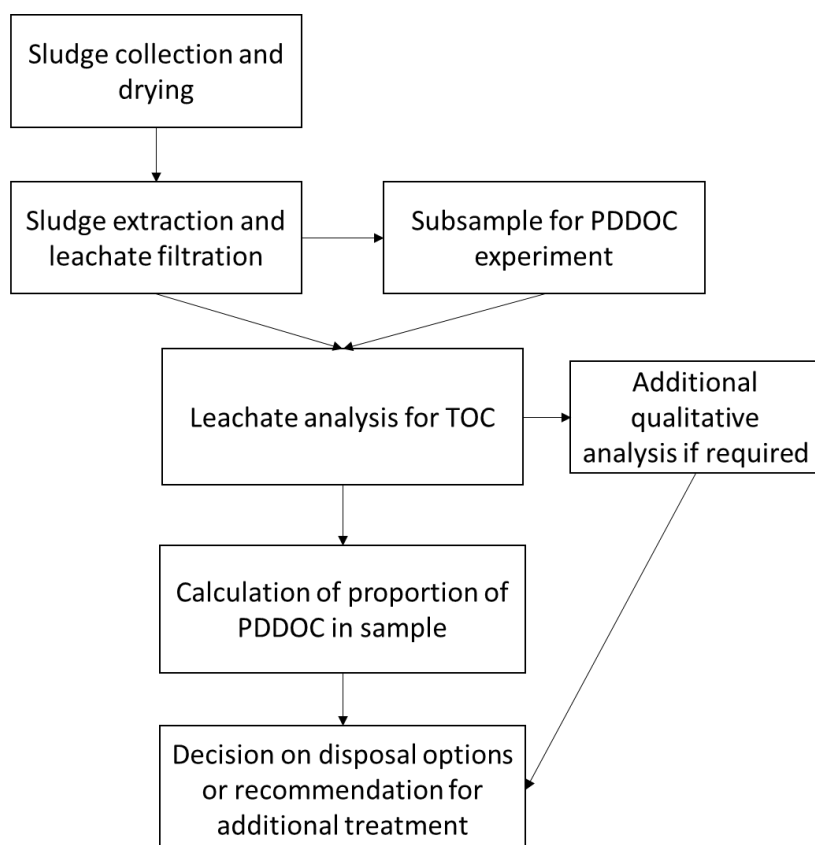 Sludge collection and
drying
Sludge extraction and
leachate filtration
Subsample for PDDOC
experiment
Leachate analysis for TOC
Additional
qualitative
analysis if required
Calculation of proportion of
PDDOC in sample
Decision on disposal options
or recommendation for
additional treatment